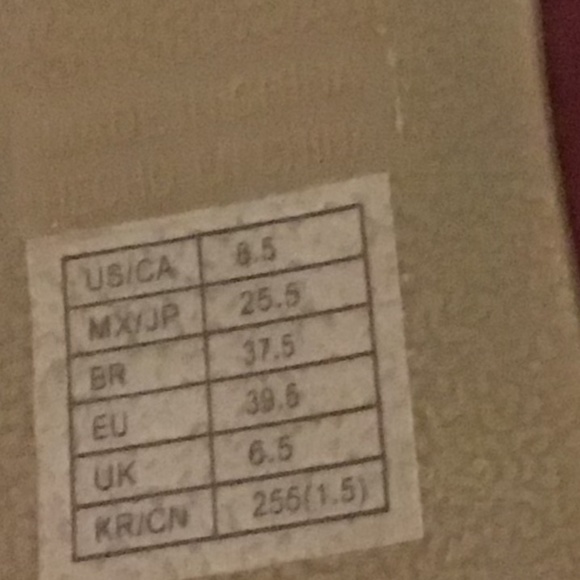 US/CA 8.5
MX/JP 25.5
BR 37.5
EU 39.5
UK 6.5
KR/CN 255(1.5)